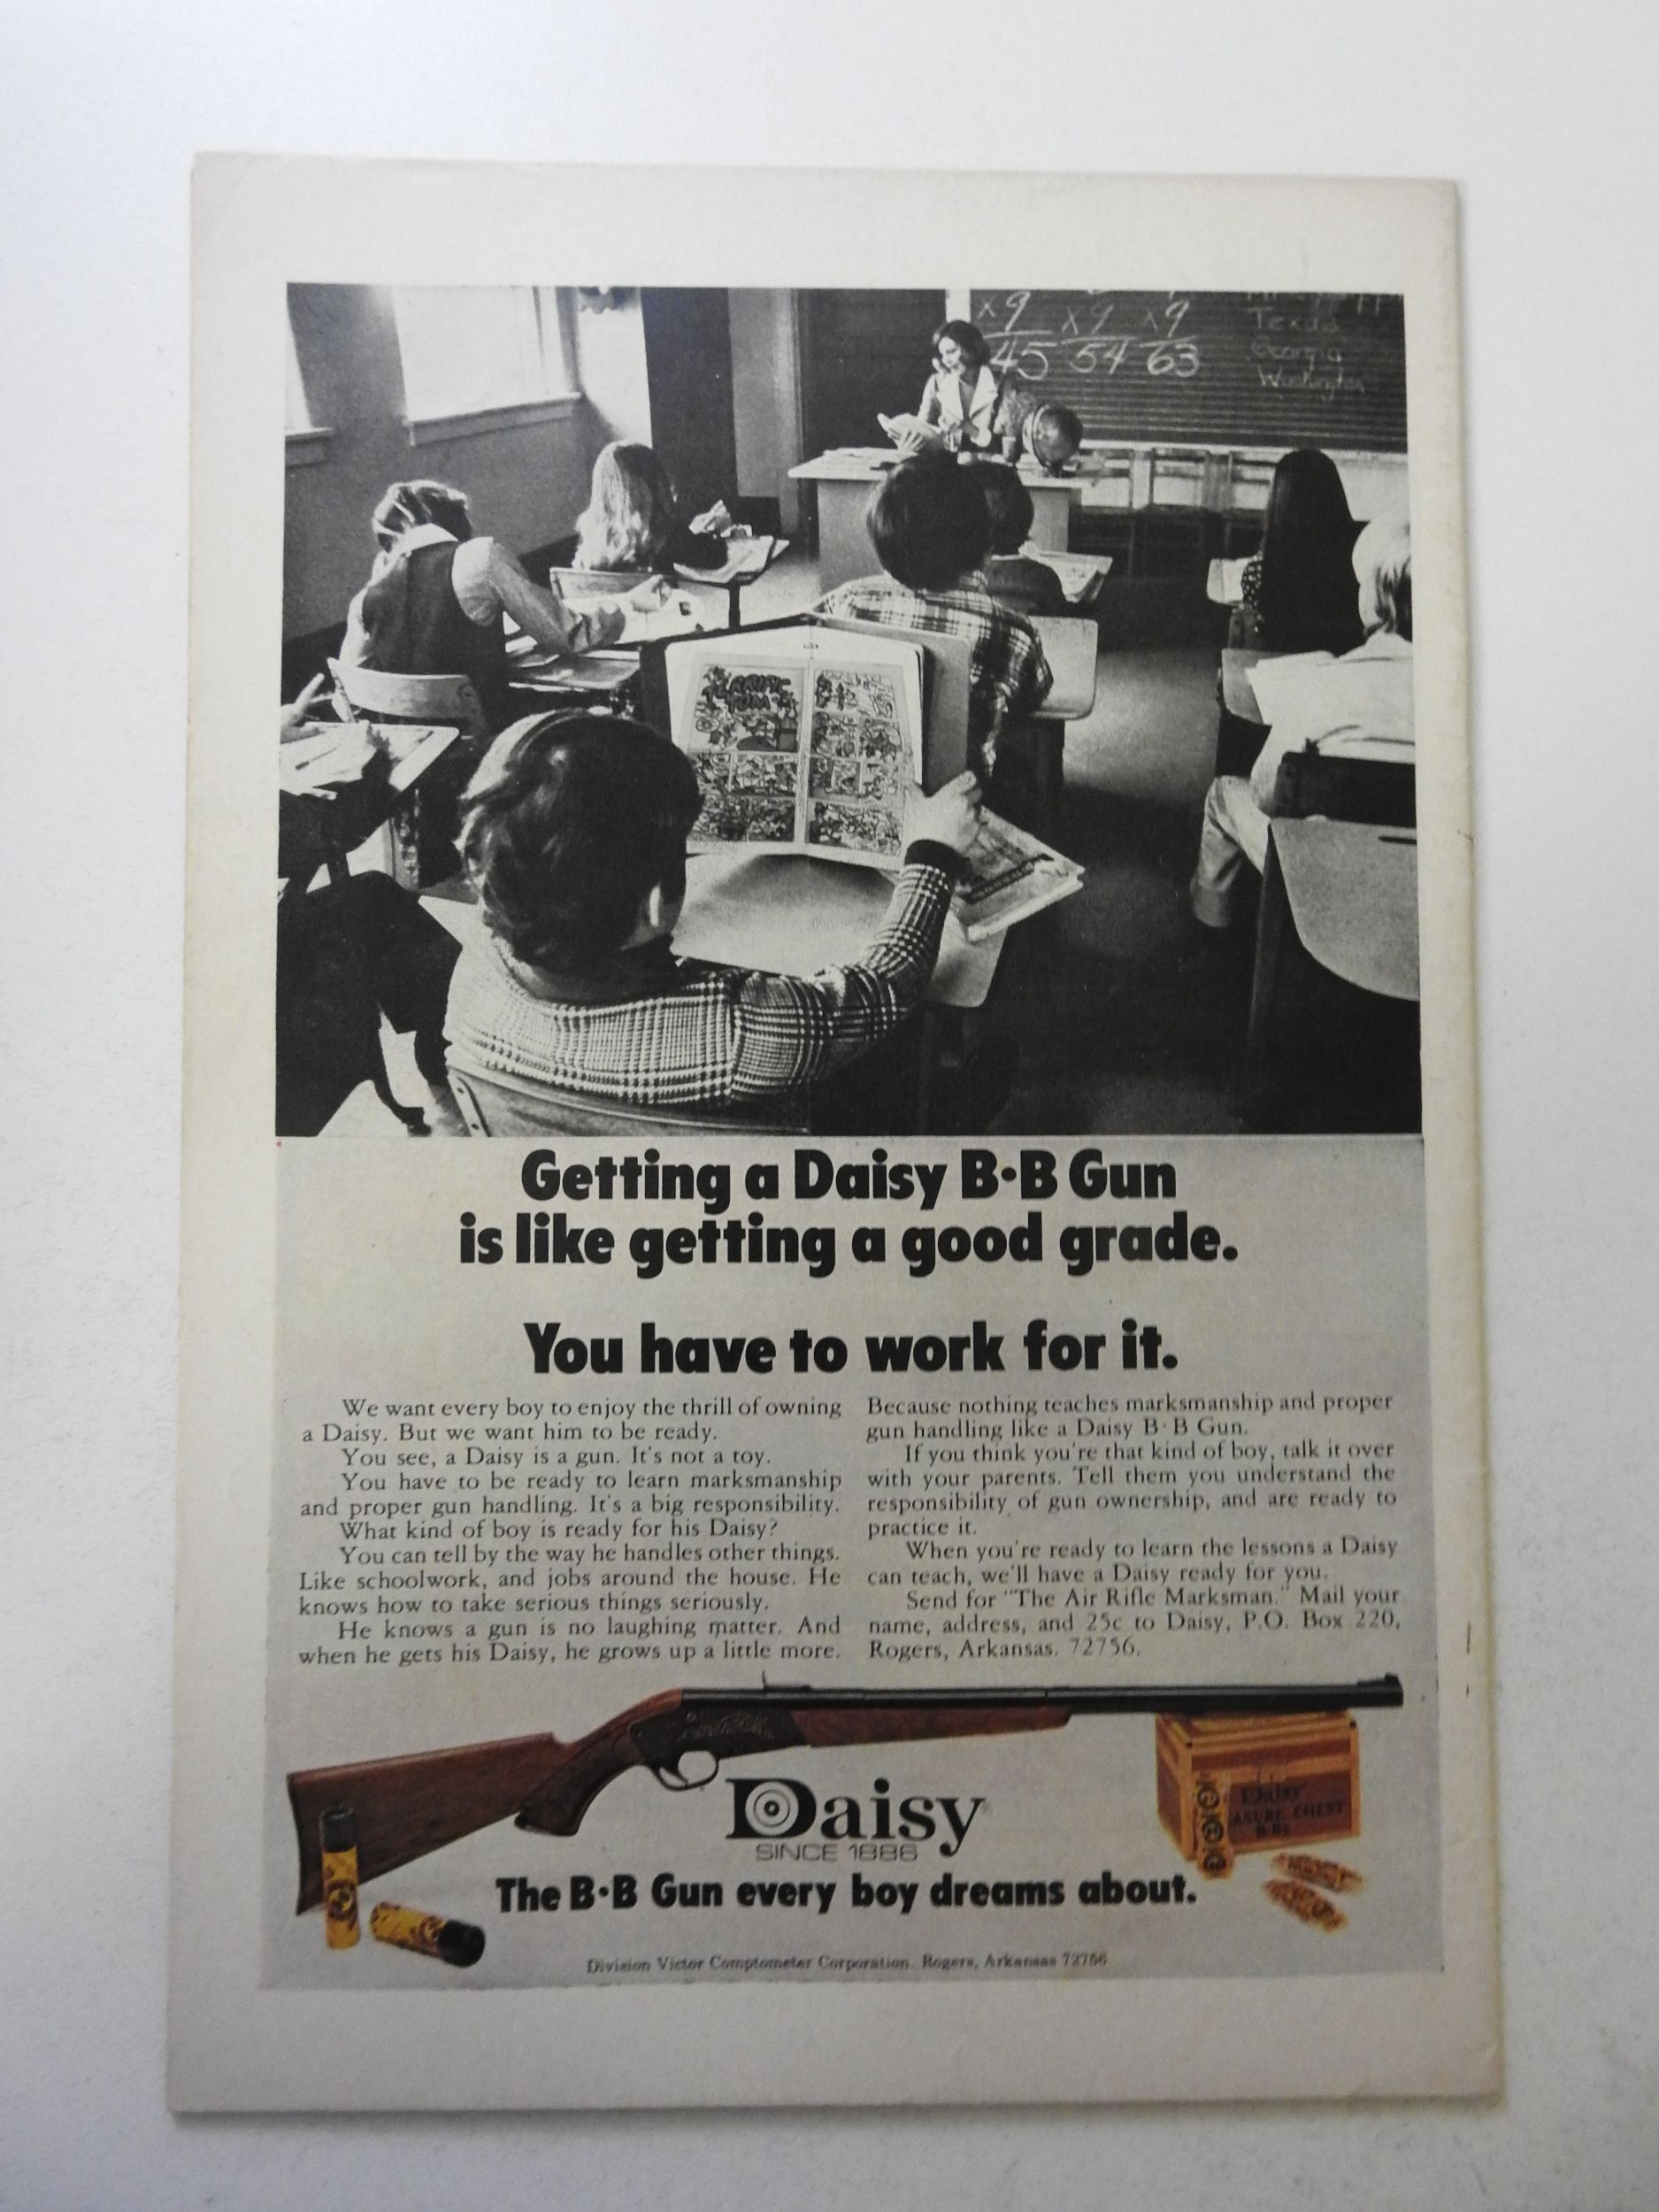 x 9 x 9 x 9
45 54 63
Texas
Georgia
Washington
TERRIFIC
TOM
Getting a Daisy B·B Gun
is like getting a good grade.
You have to work for it.
We want every boy to enjoy the thrill of owning
a Daisy. But we want him to be ready.
You see, a Daisy is a gun. It's not a toy.
You have to be ready to learn marksmanship
and proper gun handling. It's a big responsibility.
What kind of boy is ready for his Daisy?
You can tell by the way he handles other things.
Like schoolwork, and jobs around the house. He
knows how to take serious things seriously.
He knows a gun is no laughing matter. And
when he gets his Daisy, he grows up a little more.
Because nothing teaches marksmanship and proper
gun handling like a Daisy B·B Gun.
If you think you're that kind of boy, talk it over
with your parents. Tell them you understand the
responsibility of gun ownership, and are ready to
practice it.
When you're ready to learn the lessons a Daisy
can teach, we'll have a Daisy ready for you.
Send for "The Air Rifle Marksman." Mail your
name, address, and 25c to Daisy, P.O. Box 220,
Rogers, Arkansas. 72756.
Daisy
CHEST
Daisy
SINCE 1886
The B·B Gun every boy dreams about.
Division Victor Comptometer Corporation. Rogers, Arkansas 72756